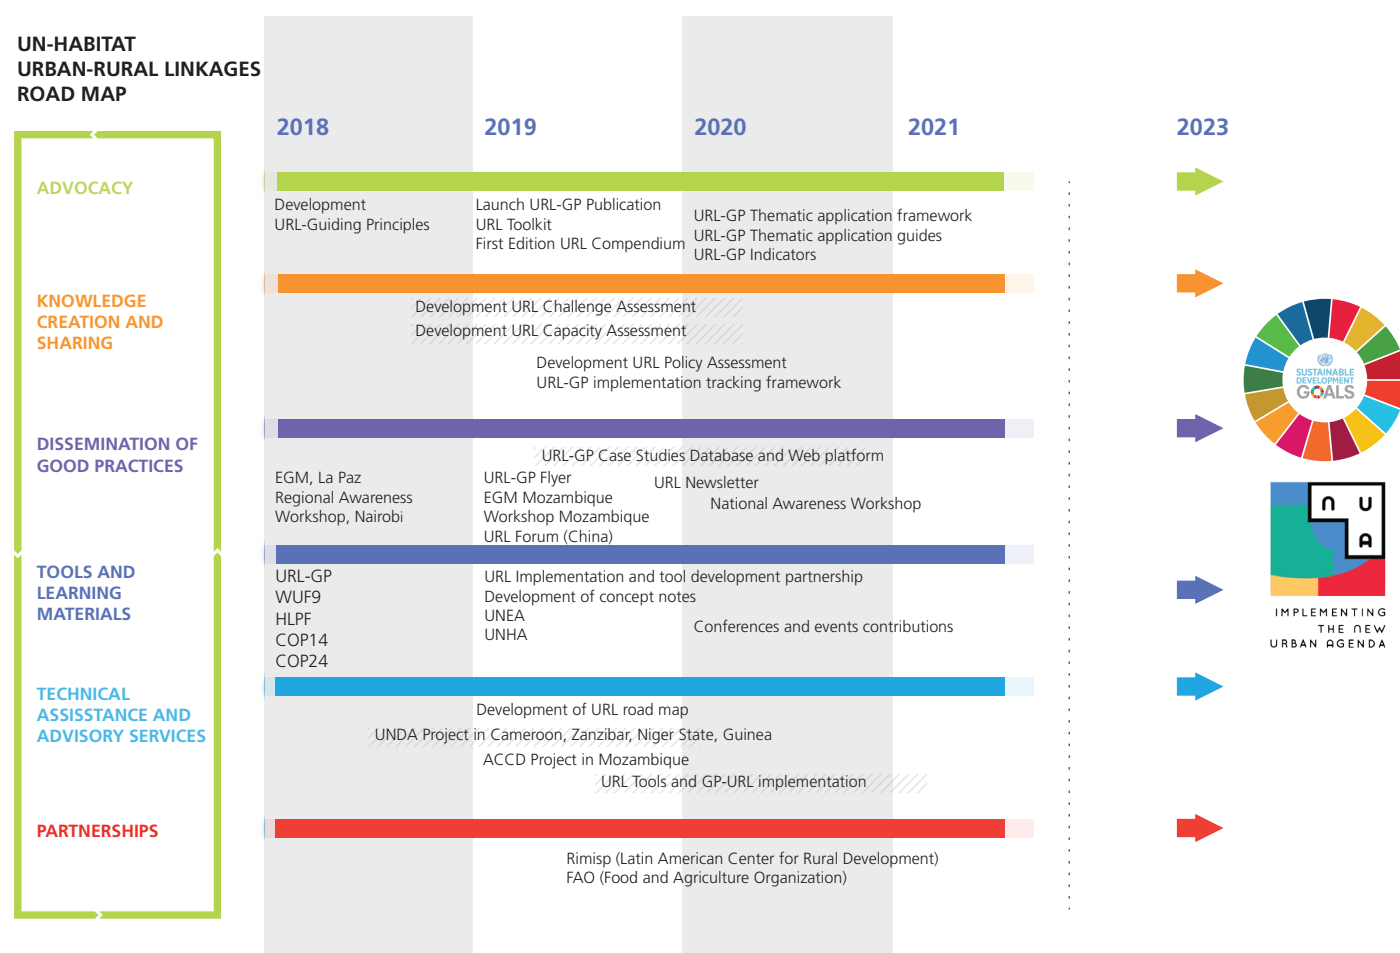 UN-HABITAT
URBAN-RURAL LINKAGES
ROAD MAP
2018
2019
2020
2021
2023
ADVOCACY
Development
URL-Guiding Principles
Launch URL-GP Publication
URL Toolkit
First Edition URL Compendium
URL-GP Thematic application framework
URL-GP Thematic application guides
URL-GP Indicators
KNOWLEDGE
CREATION AND
SHARING
Development URL Challenge Assessment
Development URL Capacity Assessment
Development URL Policy Assessment
URL-GP implementation tracking framework
DISSEMINATION OF
GOOD PRACTICES
URL-GP Case Studies Database and Web platform
EGM, La Paz
Regional Awareness
Workshop, Nairobi
URL-GP Flyer
EGM Mozambique
Workshop Mozambique
URL Forum (China)
URL Newsletter
National Awareness Workshop
TOOLS AND
LEARNING
MATERIALS
URL-GP
WUF9
HLPF
COP14
COP24
URL Implementation and tool development partnership
Development of concept notes
UNEA
UNHA
Conferences and events contributions
TECHNICAL
ASSISSTANCE AND
ADVISORY SERVICES
Development of URL road map
UNDA Project in Cameroon, Zanzibar, Niger State, Guinea
ACCD Project in Mozambique
URL Tools and GP-URL implementation
PARTNERSHIPS
Rimisp (Latin American Center for Rural Development)
FAO (Food and Agriculture Organization)
SUSTAINABLE
DEVELOPMENT
GOALS
NU
A
IMPLEMENTING
THE NEW
URBAN AGENDA